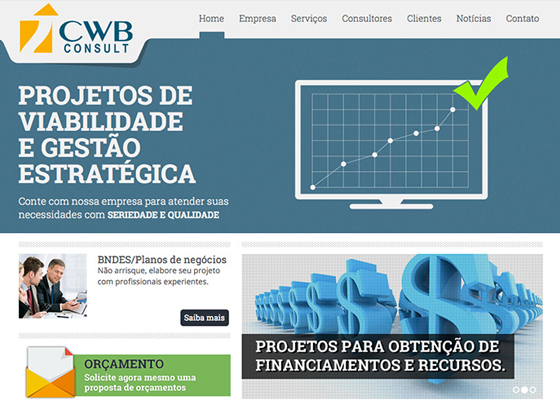 CWB
CONSULT
Home Empresa Serviços Consultores Clientes Notícias Contato
PROJETOS DE
VIABILIDADE
E GESTÃO
ESTRATÉGICA
Conte com nossa empresa para atender suas
necessidades com SERIEDADE E QUALIDADE
BNDES/Planos de negócios
Não arrisque, elabore seu projeto
com profissionais experientes.
Saiba mais
ORÇAMENTO
Solicite agora mesmo uma
proposta de orçamentos
PROJETOS PARA OBTENÇÃO DE
FINANCIAMENTOS E RECURSOS.